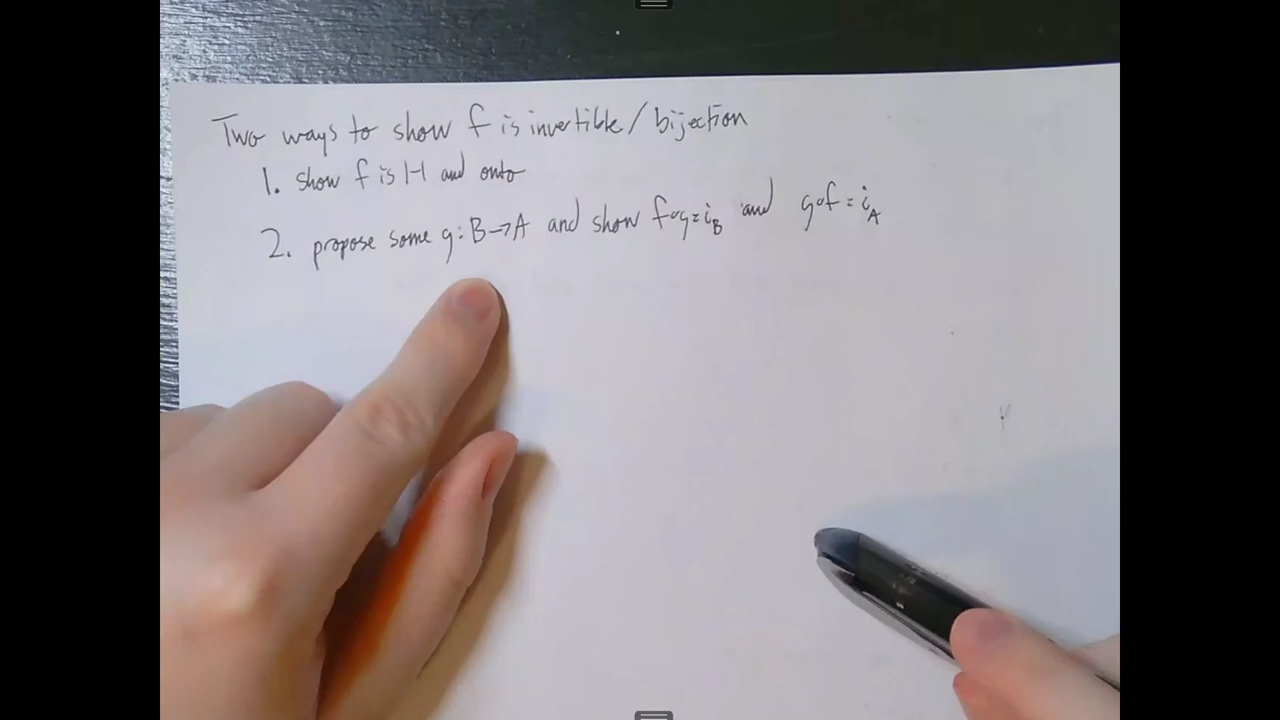 Two ways to show f is invertible / bijection
1. show f is 1-1 and onto
2. propose some g: B→A and show f∘g = i_B and g∘f = i_A